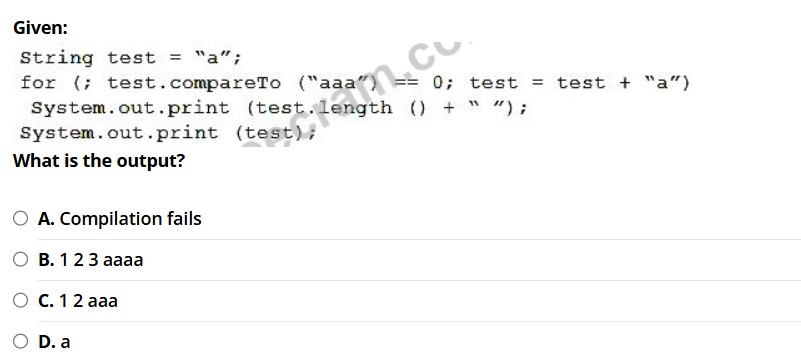 Given:
String test = “a”;
for (; test.compareTo (“aaa”) == 0; test = test + “a”)
System.out.print (test.length () + “ ”);
System.out.print (test);
What is the output?
A. Compilation fails
B. 1 2 3 aaaa
C. 1 2 aaa
D. a